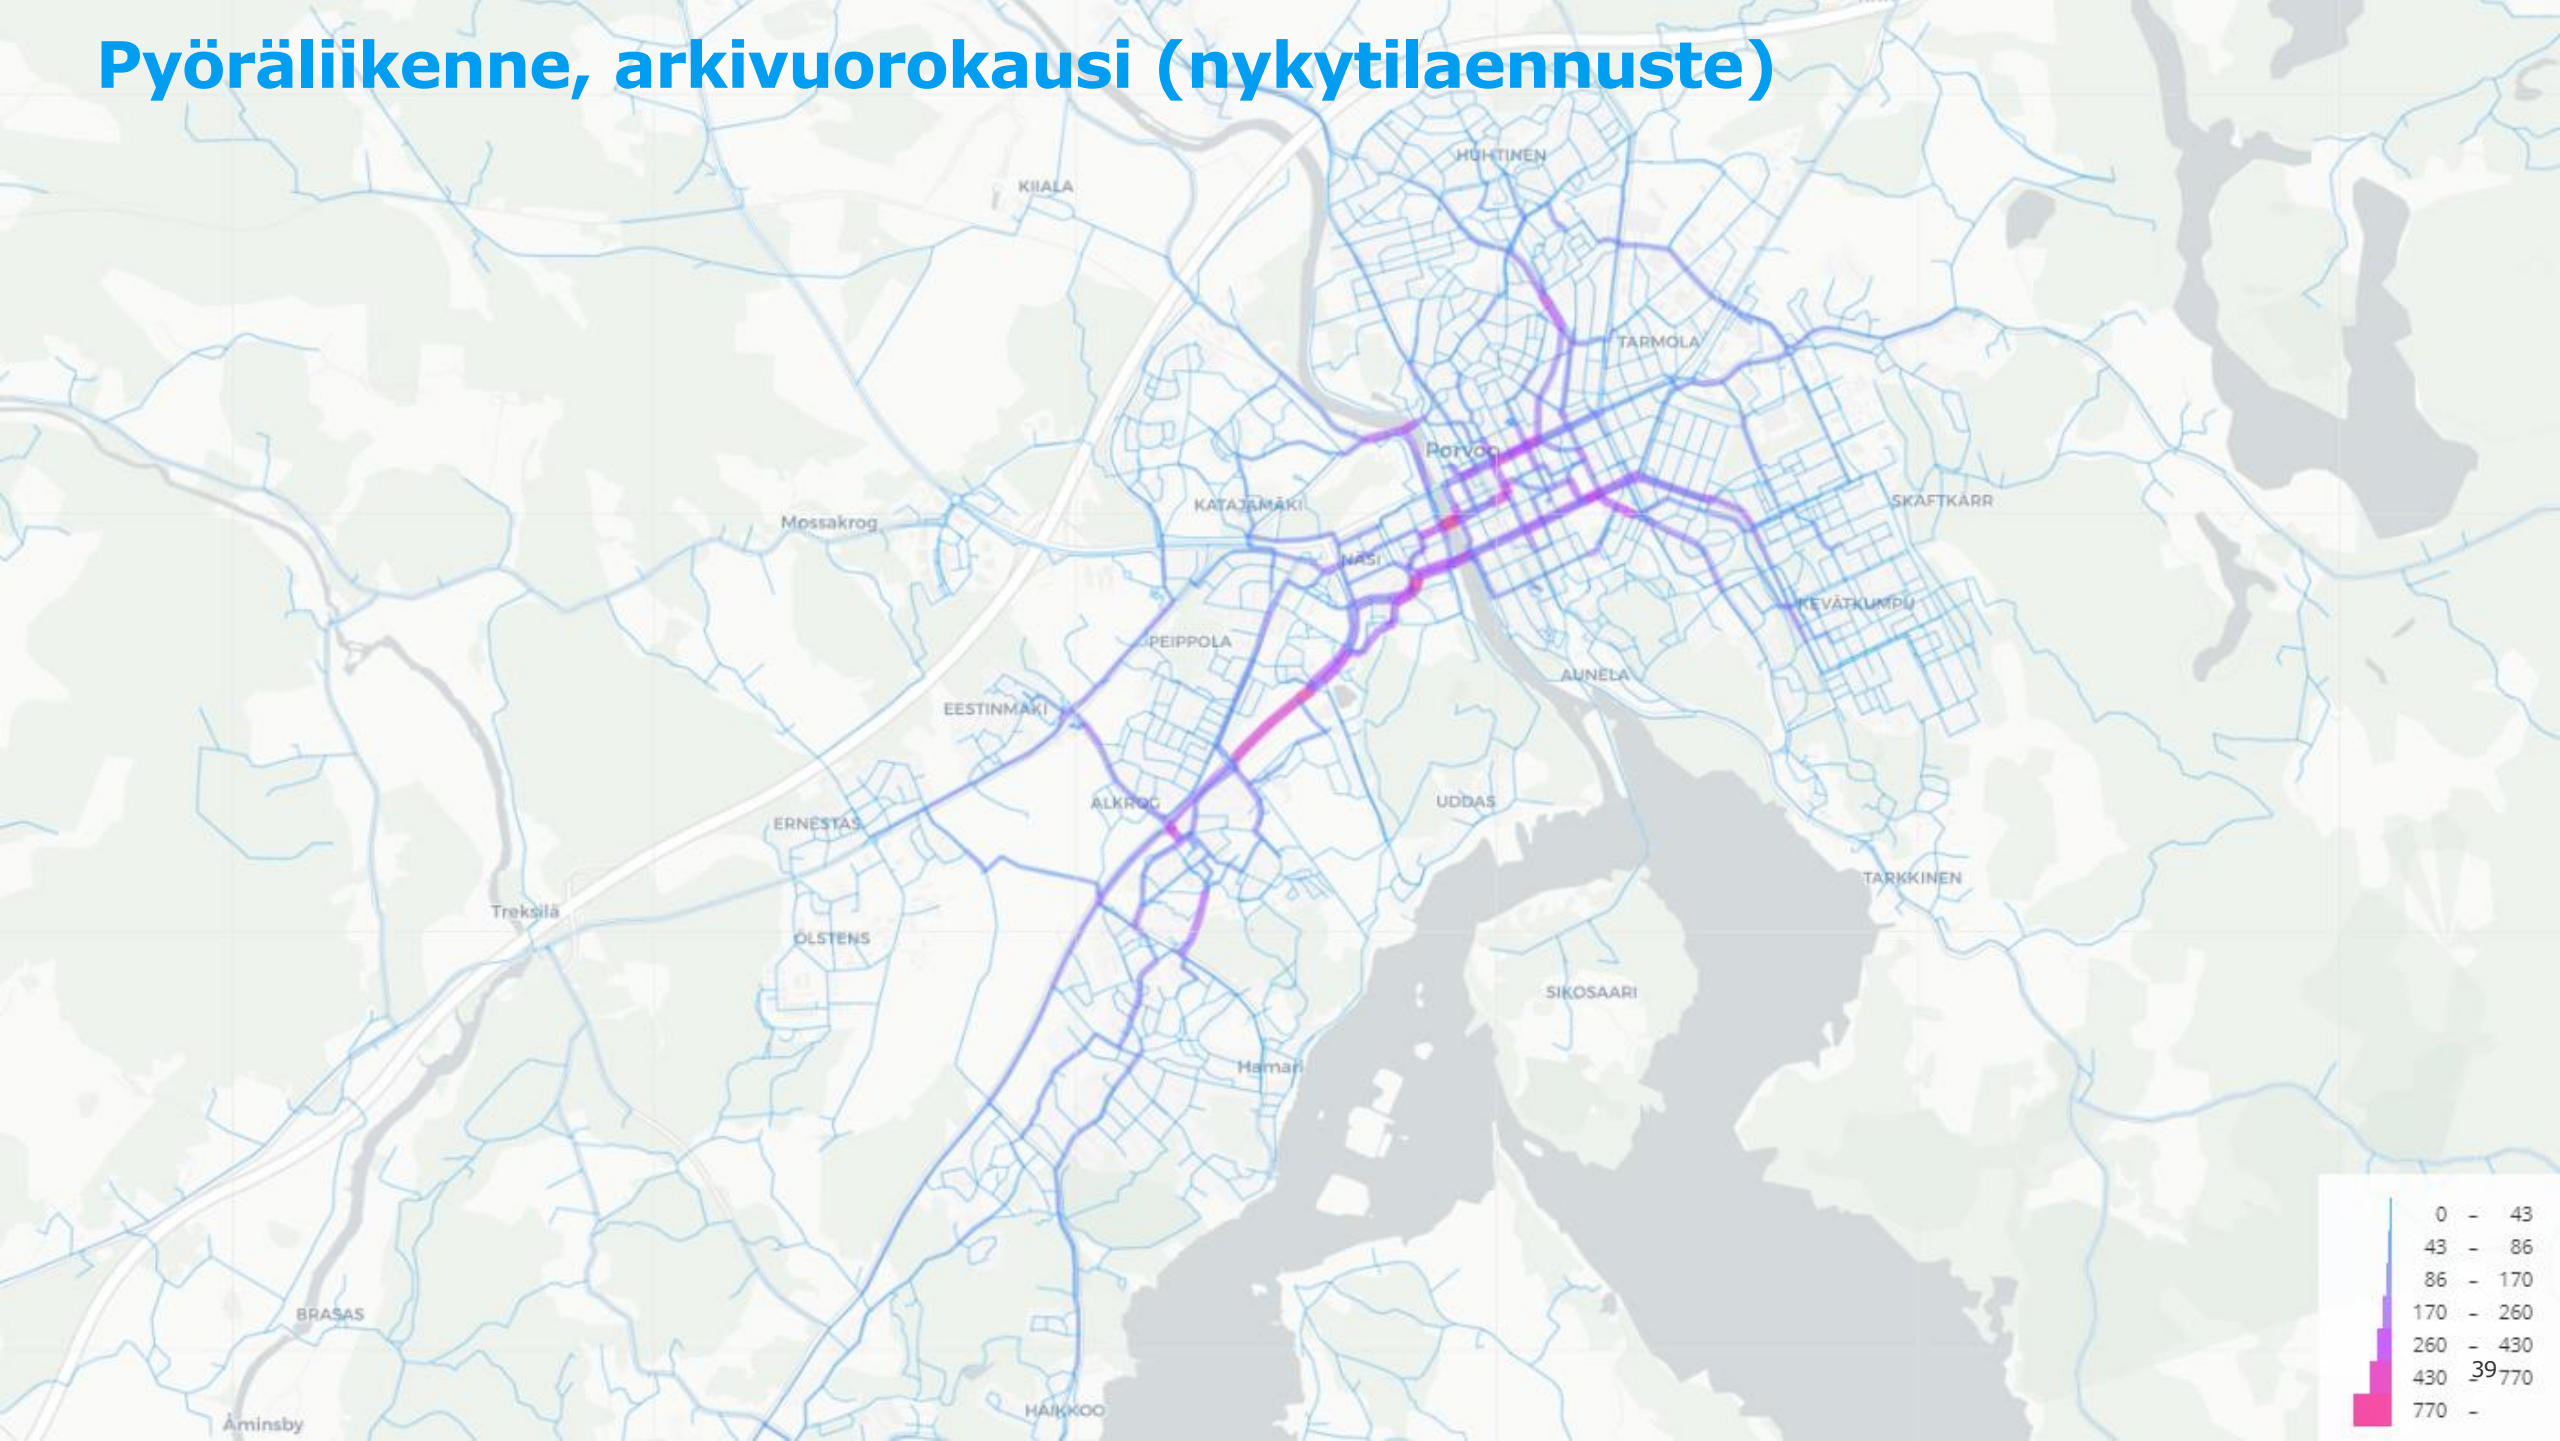 Pyöräliikenne, arkivuorokausi (nykytilaennuste)
HUHTINEN
KIIALA
TARMOLA
Porvoo
SKAFTKÄRR
KATAJAMÄKI
Mossakrog
NÄSI
KEVÄTKUMPU
PEIPPOLA
AUNELA
EESTINMÄKI
ALKROG
UDDAS
ERNESTAS
TARKKINEN
Treksilä
ÖLSTENS
SIKOSAARI
Hamari
BRASAS
HAIKKOO
Åminsby
0 - 43
43 - 86
86 - 170
170 - 260
260 - 430
430 - 770
770 -
39